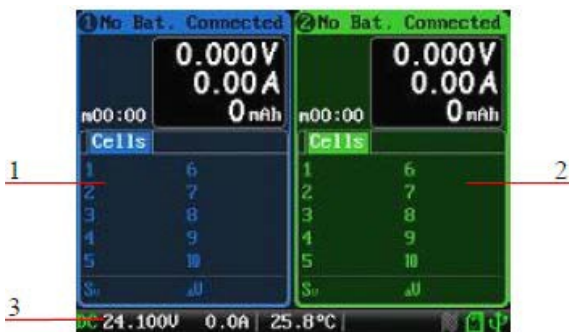 ①No Bat. Connected
0.000V
0.00A
m00:00 0mAh
Cells
1 6
2 7
3 8
4 9
5 10
②No Bat. Connected
0.000V
0.00A
m00:00 0mAh
Cells
1 6
2 7
3 8
4 9
5 10
1
2
3
DC 24.100V 0.0A 25.8°C